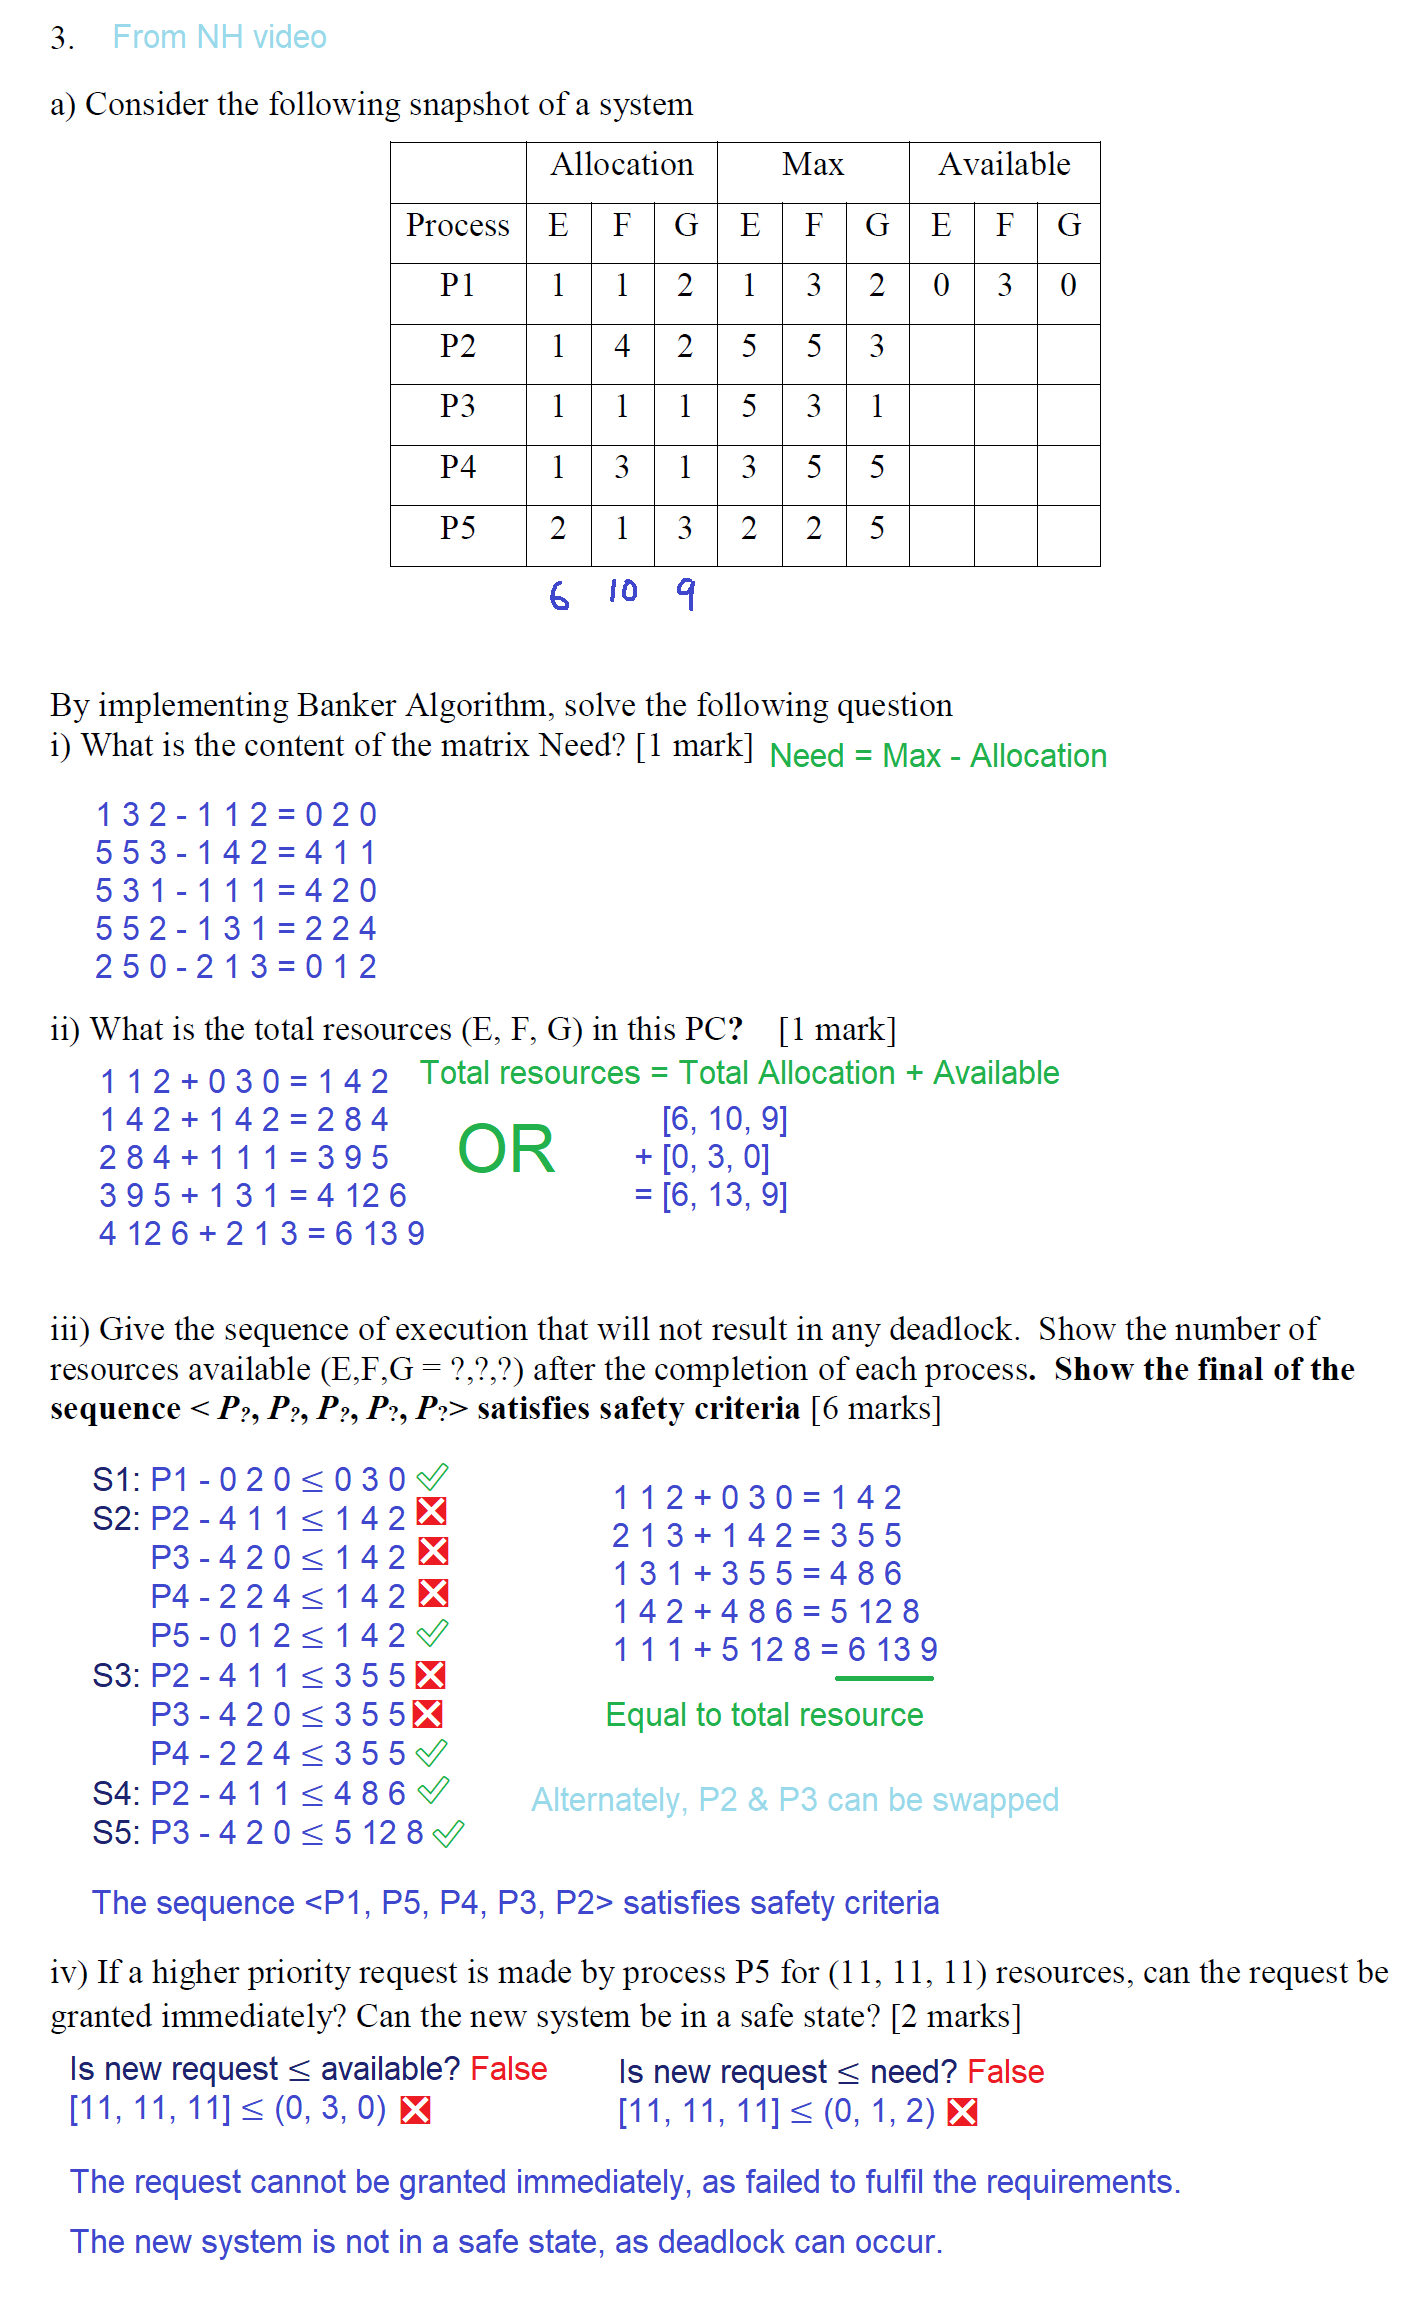 3. From NH video
a) Consider the following snapshot of a system
Allocation Max Available
Process E F G E F G E F G
P1 1 1 2 1 3 2 0 3 0
P2 1 4 2 5 5 3
P3 1 1 1 5 3 1
P4 1 3 1 3 5 5
P5 2 1 3 2 2 5
6 10 9
By implementing Banker Algorithm, solve the following question
i) What is the content of the matrix Need? [1 mark] Need = Max - Allocation
1 3 2 - 1 1 2 = 0 2 0
5 5 3 - 1 4 2 = 4 1 1
5 3 1 - 1 1 1 = 4 2 0
5 5 2 - 1 3 1 = 2 2 4
2 5 0 - 2 1 3 = 0 1 2
ii) What is the total resources (E, F, G) in this PC? [1 mark]
Total resources = Total Allocation + Available
1 1 2 + 0 3 0 = 1 4 2
1 4 2 + 1 4 2 = 2 8 4
2 8 4 + 1 1 1 = 3 9 5
3 9 5 + 1 3 1 = 4 12 6
4 12 6 + 2 1 3 = 6 13 9
OR
[6, 10, 9]
+ [0, 3, 0]
= [6, 13, 9]
iii) Give the sequence of execution that will not result in any deadlock. Show the number of
resources available (E,F,G = ?,?,?) after the completion of each process. Show the final of the
sequence < P?, P?, P?, P?, P?> satisfies safety criteria [6 marks]
S1: P1 - 0 2 0 ≤ 0 3 0 ✓
S2: P2 - 4 1 1 ≤ 1 4 2 ❎
P3 - 4 2 0 ≤ 1 4 2 ❎
P4 - 2 2 4 ≤ 1 4 2 ❎
P5 - 0 1 2 ≤ 1 4 2 ✓
S3: P2 - 4 1 1 ≤ 3 5 5 ❎
P3 - 4 2 0 ≤ 3 5 5 ❎
P4 - 2 2 4 ≤ 3 5 5 ✓
S4: P2 - 4 1 1 ≤ 4 8 6 ✓
S5: P3 - 4 2 0 ≤ 5 12 8 ✓
1 1 2 + 0 3 0 = 1 4 2
2 1 3 + 1 4 2 = 3 5 5
1 3 1 + 3 5 5 = 4 8 6
1 4 2 + 4 8 6 = 5 12 8
1 1 1 + 5 12 8 = 6 13 9
Equal to total resource
Alternately, P2 & P3 can be swapped
The sequence <P1, P5, P4, P3, P2> satisfies safety criteria
iv) If a higher priority request is made by process P5 for (11, 11, 11) resources, can the request be
granted immediately? Can the new system be in a safe state? [2 marks]
Is new request ≤ available? False
[11, 11, 11] ≤ (0, 3, 0) ❎
Is new request ≤ need? False
[11, 11, 11] ≤ (0, 1, 2) ❎
The request cannot be granted immediately, as failed to fulfil the requirements.
The new system is not in a safe state, as deadlock can occur.